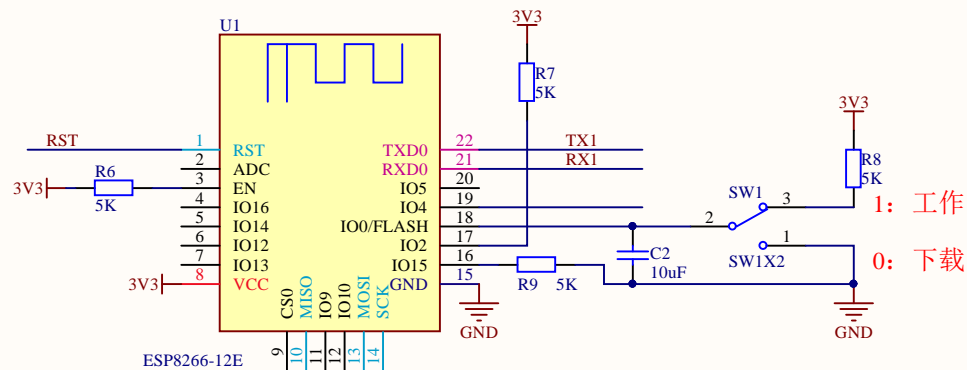 3V3
U1
R7
5K
3V3
RST
1
RST
TXD0
22
TX1
2
ADC
RXD0
21
RX1
R8
5K
3V3
R6
5K
3
EN
IO5
20
SW1
3
4
IO16
IO4
19
1: 工作
5
IO14
IO0/FLASH
18
2
6
IO12
IO2
17
C2
10uF
1
SW1X2
0: 下载
7
IO13
IO15
16
3V3
8
VCC
GND
15
R9
5K
CS0
MISO
IO9
IO10
MOSI
SCK
GND
GND
9
10
11
12
13
14
ESP8266-12E